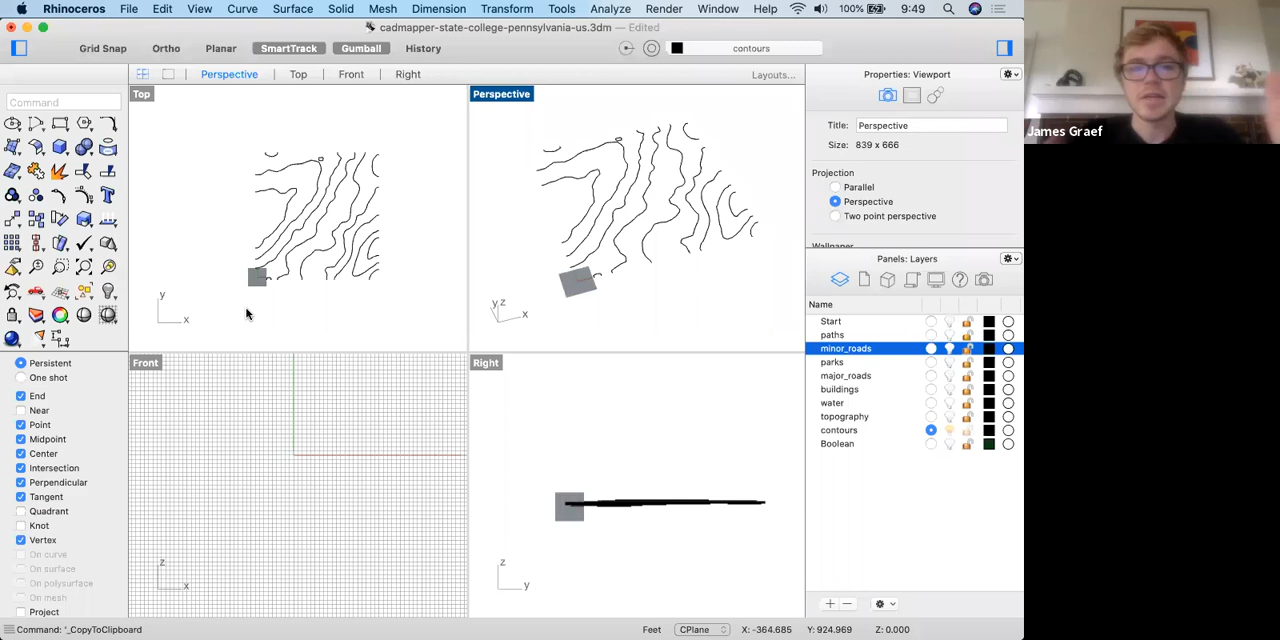 Rhinoceros File Edit View Curve Surface Solid Mesh Dimension Transform Tools Analyze Render Window Help 100% 9:49
cadmapper-state-college-pennsylvania-us.3dm — Edited
Grid Snap Ortho Planar SmartTrack Gumball History contours
Perspective Top Front Right Layouts...
Properties: Viewport
Command
Top
Perspective
Title: Perspective
Size: 839 x 666
James Graef
Projection
Parallel
Perspective
Two point perspective
Wallpaper
Panels: Layers
y
x
y z
x
Name
Start
paths
minor_roads
parks
major_roads
buildings
water
topography
contours
Boolean
Front
Right
z
x
z
y
Persistent
One shot
End
Near
Point
Midpoint
Center
Intersection
Perpendicular
Tangent
Quadrant
Knot
Vertex
On curve
On surface
On polysurface
On mesh
Project
Command: '_CopyToClipboard
Feet CPlane X: -364.685 Y: 924.969 Z: 0.000